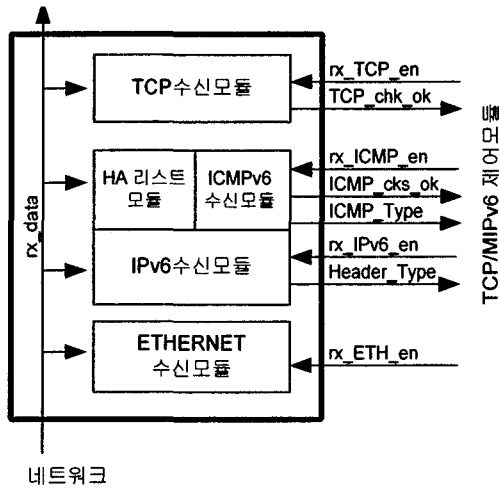 TCP수신모듈
rx_TCP_en
TCP_chk_ok
HA 리스트
모듈
ICMPv6
수신모듈
rx_ICMP_en
ICMP_cks_ok
ICMP_Type
IPv6수신모듈
rx_IPv6_en
Header_Type
ETHERNET
수신모듈
rx_ETH_en
rx_data
TCP/MIPv6 제어모듈
네트워크